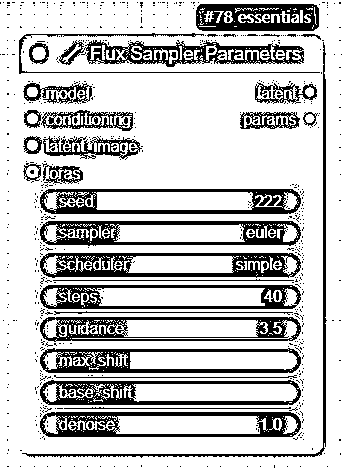 #78 essentials
Flux Sampler Parameters
model latent
conditioning params
latent_image
loras
seed 222
sampler euler
scheduler simple
steps 40
guidance 3.5
max_shift
base_shift
denoise 1.0